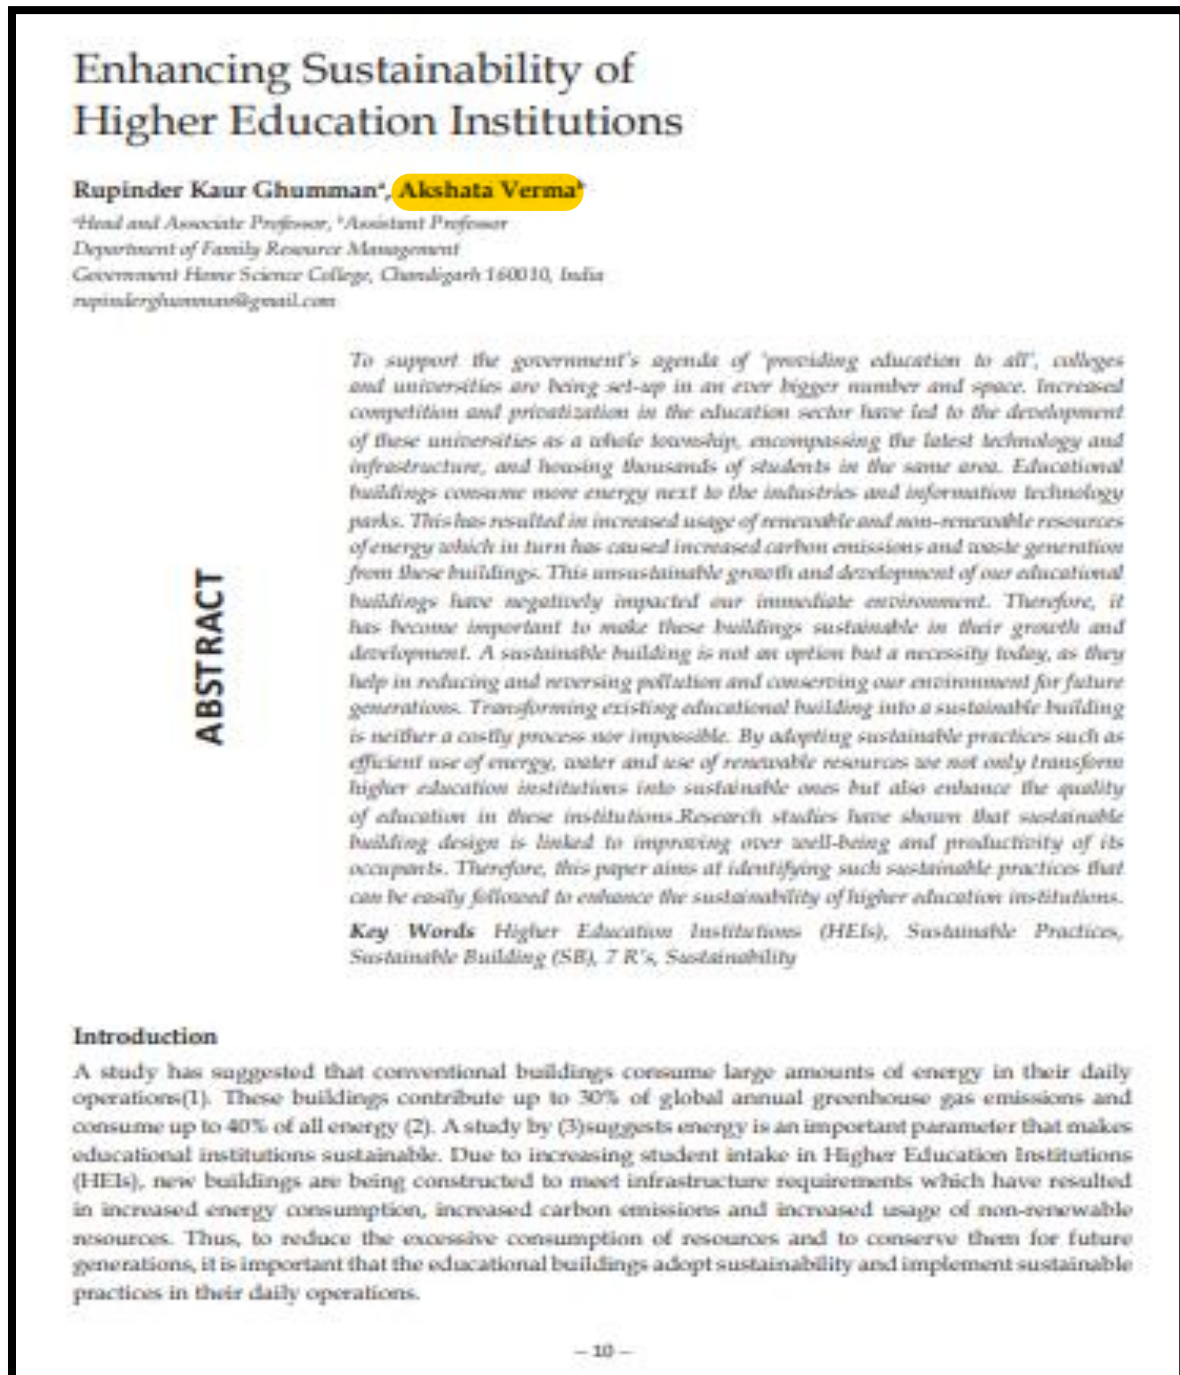 Enhancing Sustainability of
Higher Education Institutions
Rupinder Kaur Ghummanᵃ, Akshata Vermaᵇ
ᵃHead and Associate Professor, ᵇAssistant Professor
Department of Family Resource Management
Government Home Science College, Chandigarh 160010, India
rupinderghumman@gmail.com
ABSTRACT
To support the government's agenda of 'providing education to all', colleges
and universities are being set-up in an ever bigger number and space. Increased
competition and privatization in the education sector have led to the development
of these universities as a whole township, encompassing the latest technology and
infrastructure, and housing thousands of students in the same area. Educational
buildings consume more energy next to the industries and information technology
parks. This has resulted in increased usage of renewable and non-renewable resources
of energy which in turn has caused increased carbon emissions and waste generation
from these buildings. This unsustainable growth and development of our educational
buildings have negatively impacted our immediate environment. Therefore, it
has become important to make these buildings sustainable in their growth and
development. A sustainable building is not an option but a necessity today, as they
help in reducing and reversing pollution and conserving our environment for future
generations. Transforming existing educational building into a sustainable building
is neither a costly process nor impossible. By adopting sustainable practices such as
efficient use of energy, water and use of renewable resources we not only transform
higher education institutions into sustainable ones but also enhance the quality
of education in these institutions.Research studies have shown that sustainable
building design is linked to improving over well-being and productivity of its
occupants. Therefore, this paper aims at identifying such sustainable practices that
can be easily followed to enhance the sustainability of higher education institutions.
Key Words Higher Education Institutions (HEIs), Sustainable Practices,
Sustainable Building (SB), 7 R's, Sustainability
Introduction
A study has suggested that conventional buildings consume large amounts of energy in their daily
operations(1). These buildings contribute up to 30% of global annual greenhouse gas emissions and
consume up to 40% of all energy (2). A study by (3)suggests energy is an important parameter that makes
educational institutions sustainable. Due to increasing student intake in Higher Education Institutions
(HEIs), new buildings are being constructed to meet infrastructure requirements which have resulted
in increased energy consumption, increased carbon emissions and increased usage of non-renewable
resources. Thus, to reduce the excessive consumption of resources and to conserve them for future
generations, it is important that the educational buildings adopt sustainability and implement sustainable
practices in their daily operations.
– 10 –